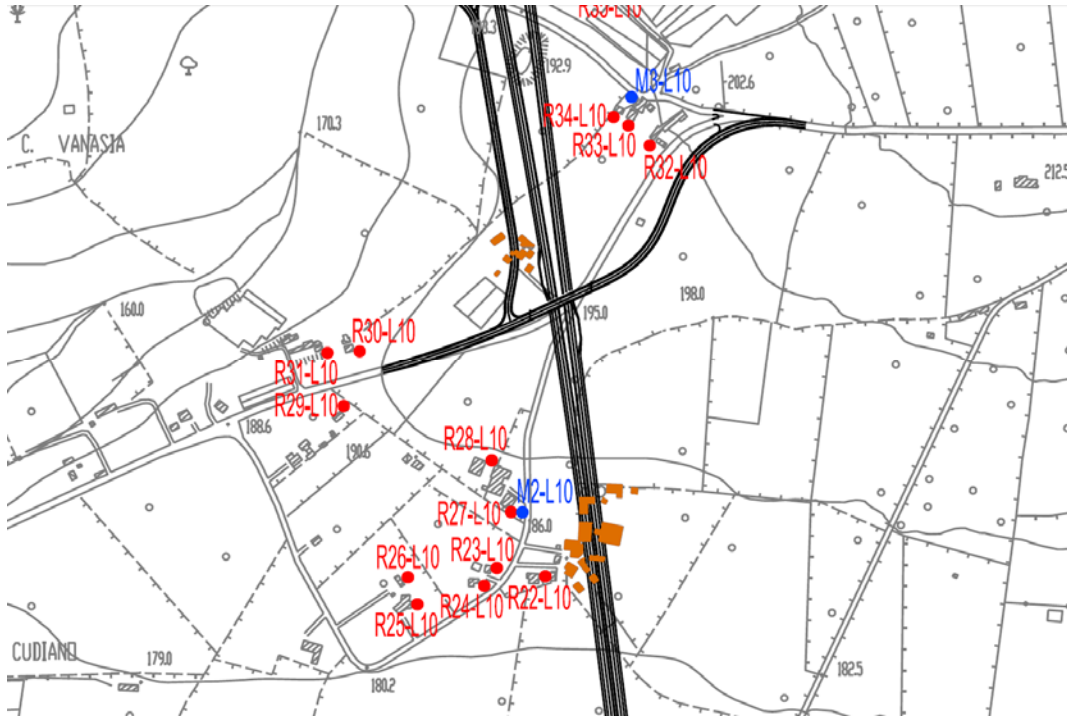 R35-L10
192.9
M3-L10
202.6
R34-L10
R33-L10
R32-L10
170.3
C. VANASIA
212.5
198.0
195.0
160.0
R30-L10
R31-L10
R29-L10
188.6
190.6
R28-L10
M2-L10
R27-L10
186.0
R23-L10
R26-L10
R24-L10
R22-L10
R25-L10
CUDIANO
179.0
180.2
182.5